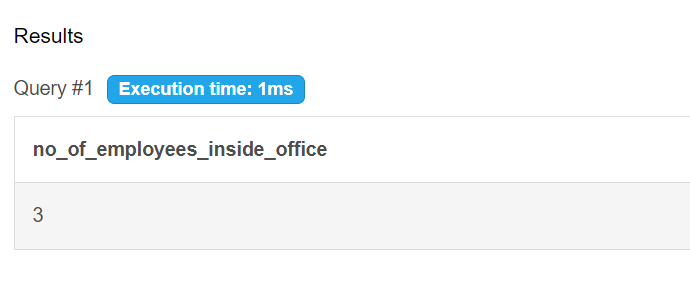 Results
Query #1 Execution time: 1ms
no_of_employees_inside_office
3